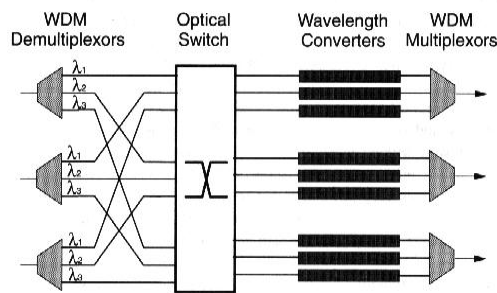 WDM
Demultiplexors
Optical
Switch
Wavelength
Converters
WDM
Multiplexors
λ1
λ2
λ3
λ1
λ2
λ3
λ1
λ2
λ3